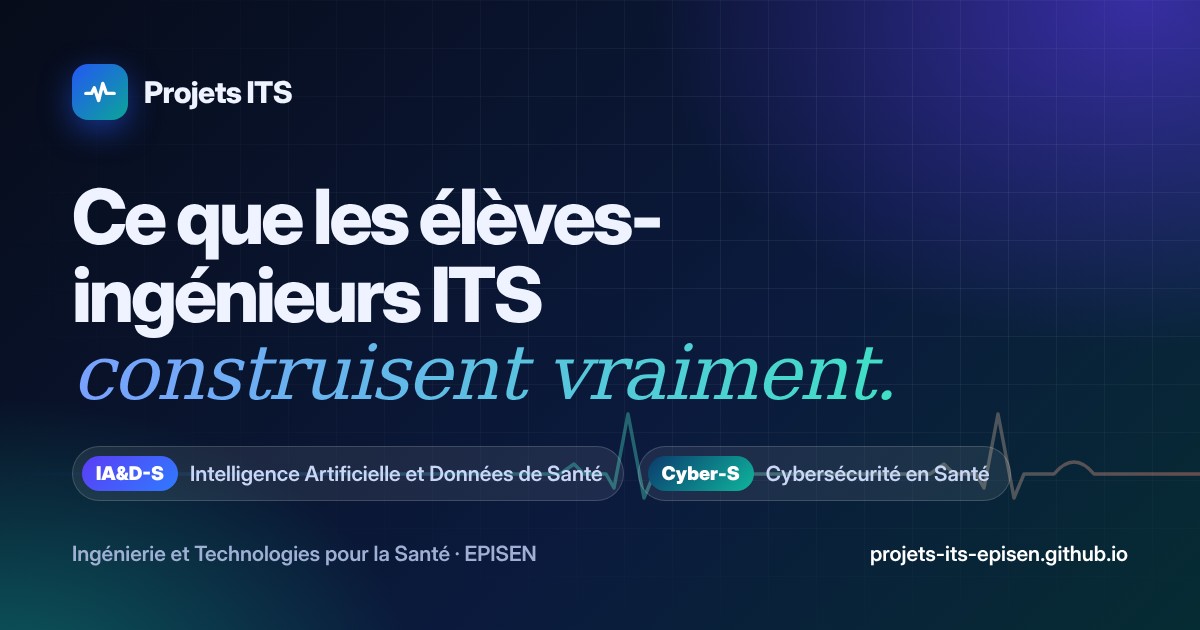 Projets ITS
Ce que les élèves-
ingénieurs ITS
construisent vraiment.
IA&D-S Intelligence Artificielle et Données de Santé Cyber-S Cybersécurité en Santé
Ingénierie et Technologies pour la Santé · EPISEN projets-its-episen.github.io